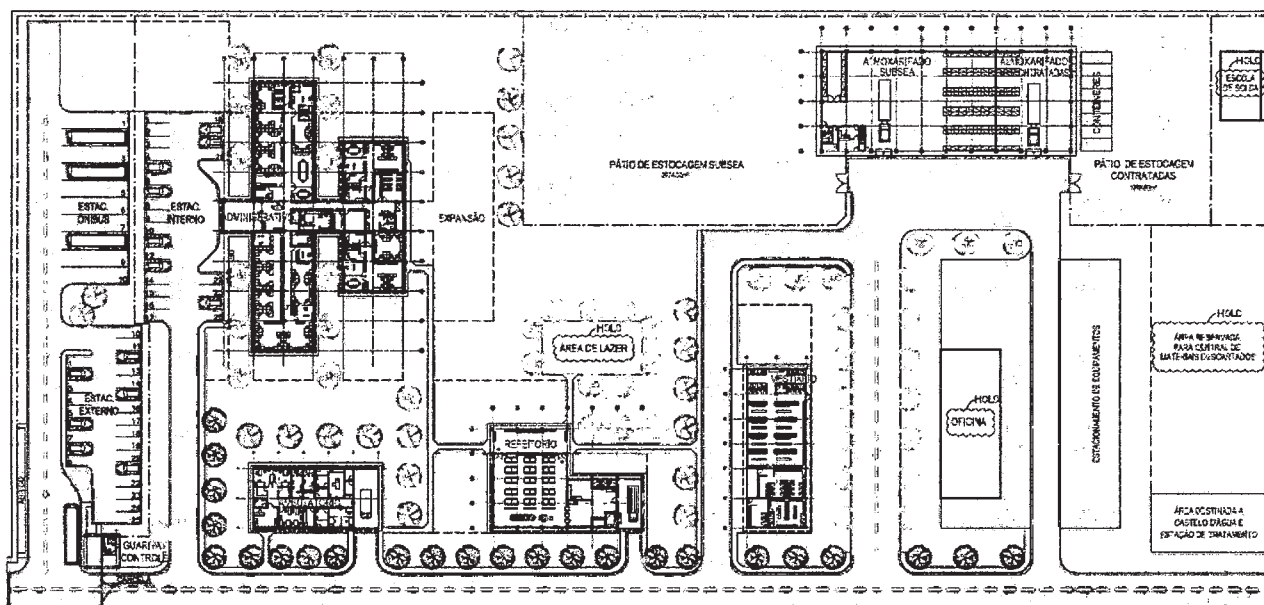 HOLD
ESCOLA
DE SOLDA
ALMOXARIFADO
SUBSEA
ALMOXARIFADO
CONTRATADAS
CONTEINERES
PÁTIO DE ESTOCAGEM SUBSEA
PÁTIO DE ESTOCAGEM
CONTRATADAS
ESTAC.
ÔNIBUS
ESTAC.
INTERNO
ADMINISTRATIVO
EXPANSÃO
HOLD
ÁREA DE LAZER
HOLD
ÁREA RESERVADA
PARA CENTRAL DE
MATERIAIS DESCARTADOS
VESTIÁRIO
ESTAC.
EXTERNO
HOLD
OFICINA
ESTACIONAMENTO DE EQUIPAMENTOS
REFEITÓRIO
ÁREA DESTINADA A
CASTELO D'ÁGUA E
ESTAÇÃO DE TRATAMENTO
GUARITA
CONTROLE